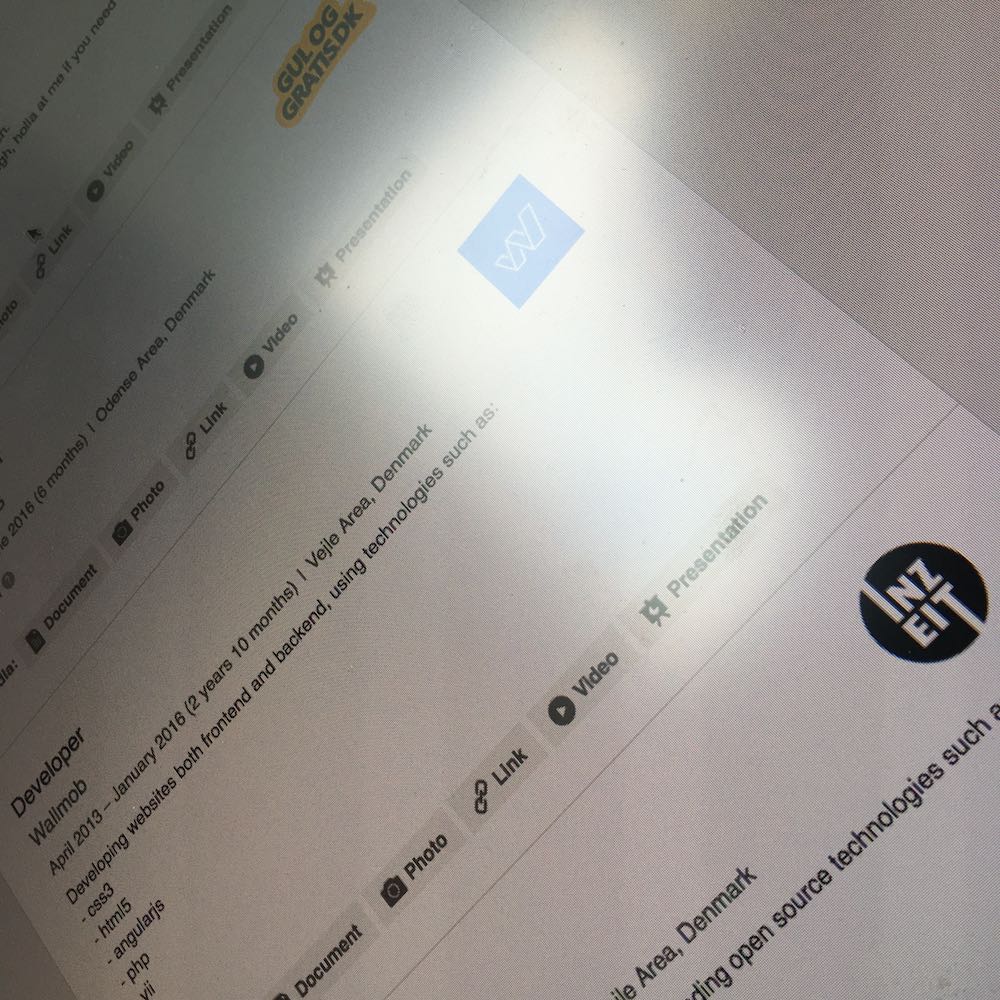 holla at me if you need
Link
Video
Presentation
GUL OG
GRATIS.DK
2016 (6 months) | Odense Area, Denmark
Document
Photo
Link
Video
Presentation
Developer
Wallmob
April 2013 – January 2016 (2 years 10 months) | Vejle Area, Denmark
Developing websites both frontend and backend, using technologies such as:
- css3
- html5
- angularjs
- php
yii
Document
Photo
Link
Video
Presentation
INZ
EIT
Area, Denmark
open source technologies such